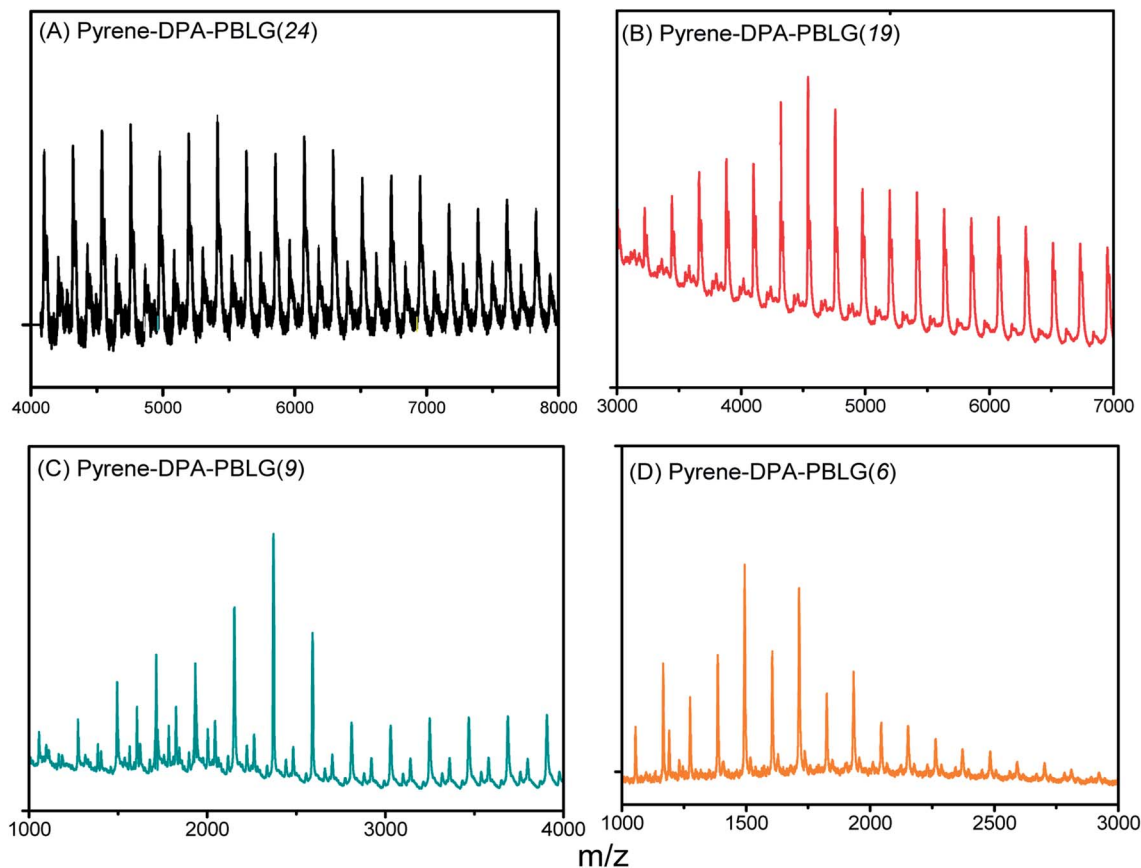 (A) Pyrene-DPA-PBLG(24)
4000 5000 6000 7000 8000
(B) Pyrene-DPA-PBLG(19)
3000 4000 5000 6000 7000
(C) Pyrene-DPA-PBLG(9)
1000 2000 3000 4000
(D) Pyrene-DPA-PBLG(6)
1000 1500 2000 2500 3000
m/z